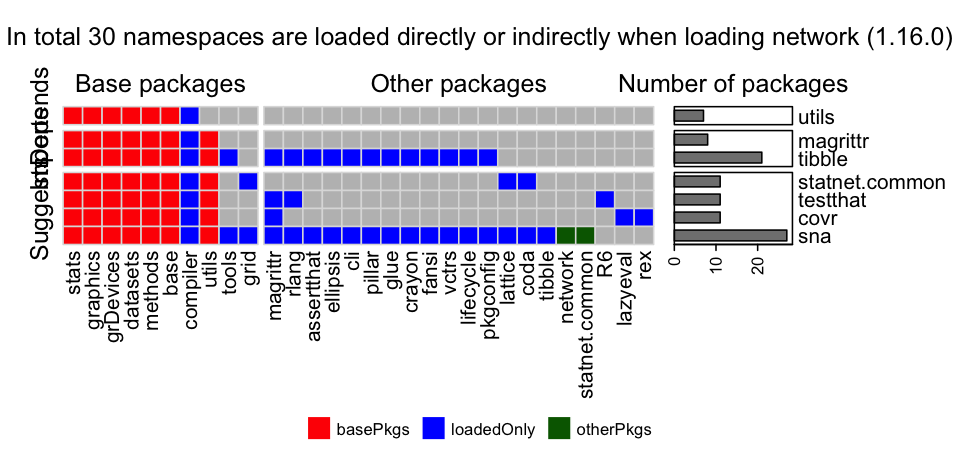 In total 30 namespaces are loaded directly or indirectly when loading network (1.16.0)
Base packages
Other packages
Number of packages
Depends
Suggests
utils
magrittr
tibble
statnet.common
testthat
covr
sna
0
10
20
stats
graphics
grDevices
datasets
methods
base
compiler
utils
tools
grid
magrittr
rlang
assertthat
ellipsis
cli
pillar
glue
crayon
fansi
vctrs
lifecycle
pkgconfig
lattice
coda
tibble
network
statnet.common
R6
lazyeval
rex
basePkgs
loadedOnly
otherPkgs